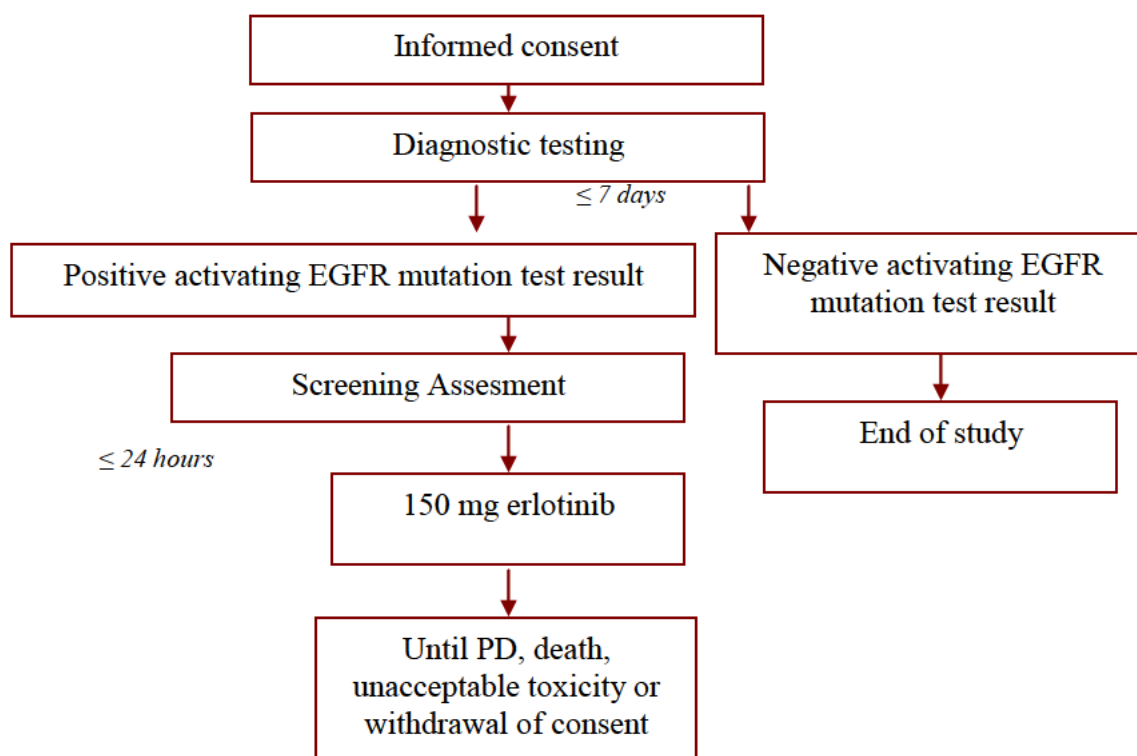 Informed consent
Diagnostic testing
≤ 7 days
Positive activating EGFR mutation test result
Negative activating EGFR
mutation test result
Screening Assesment
End of study
≤ 24 hours
150 mg erlotinib
Until PD, death,
unacceptable toxicity or
withdrawal of consent